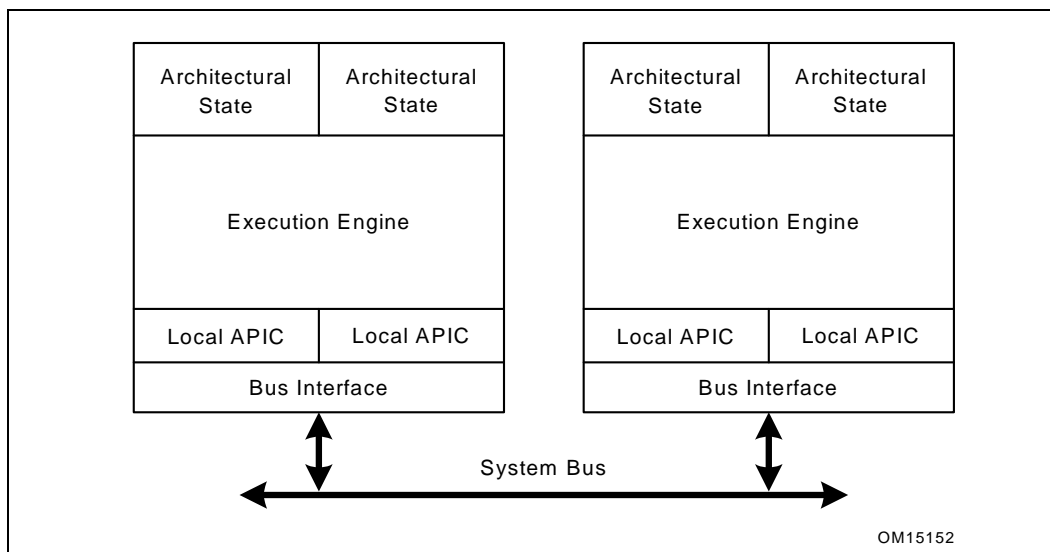 Architectural
State
Architectural
State
Architectural
State
Architectural
State
Execution Engine
Execution Engine
Local APIC
Local APIC
Local APIC
Local APIC
Bus Interface
Bus Interface
System Bus
OM15152